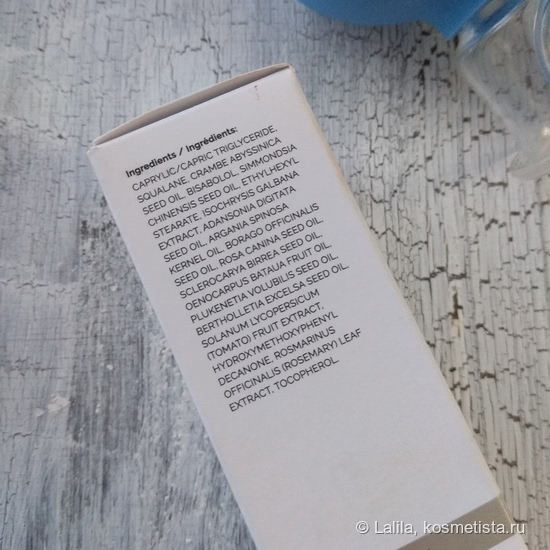 Ingredients / Ingrédients:
CAPRYLIC/CAPRIC TRIGLYCERIDE,
SQUALANE, CRAMBE ABYSSINICA
SEED OIL, BISABOLOL, SIMMONDSIA
CHINENSIS SEED OIL, ETHYLHEXYL
STEARATE, ISOCHRYSIS GALBANA
EXTRACT, ADANSONIA DIGITATA
SEED OIL, ARGANIA SPINOSA
KERNEL OIL, BORAGO OFFICINALIS
SEED OIL, ROSA CANINA SEED OIL,
SCLEROCARYA BIRREA SEED OIL,
OENOCARPUS BATAUA FRUIT OIL,
PLUKENETIA VOLUBILIS SEED OIL,
BERTHOLLETIA EXCELSA SEED OIL,
SOLANUM LYCOPERSICUM
(TOMATO) FRUIT EXTRACT,
HYDROXYMETHOXYPHENYL
DECANONE, ROSMARINUS
OFFICINALIS (ROSEMARY) LEAF
EXTRACT, TOCOPHEROL
© Lalila, kosmetista.ru